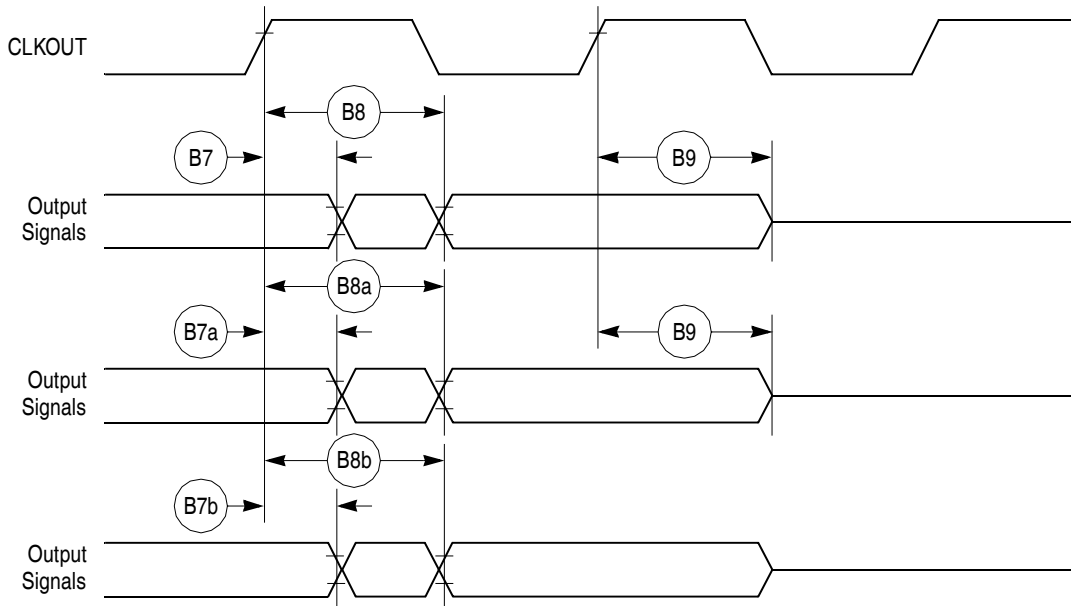 CLKOUT
B8
B7
B9
Output
Signals
B8a
B7a
B9
Output
Signals
B8b
B7b
Output
Signals